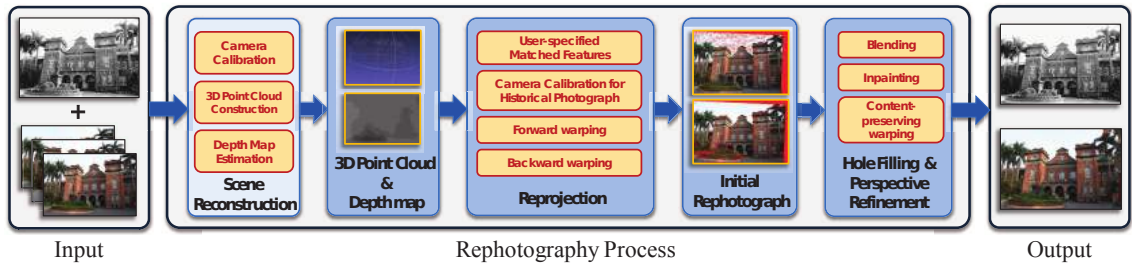 +
Camera
Calibration
3D Point Cloud
Construction
Depth Map
Estimation
Scene
Reconstruction
3D Point Cloud
&
Depth map
User-specified
Matched Features
Camera Calibration for
Historical Photograph
Forward warping
Backward warping
Reprojection
Initial
Rephotograph
Blending
Inpainting
Content-
preserving
warping
Hole Filling &
Perspective
Refinement
Input
Rephotography Process
Output